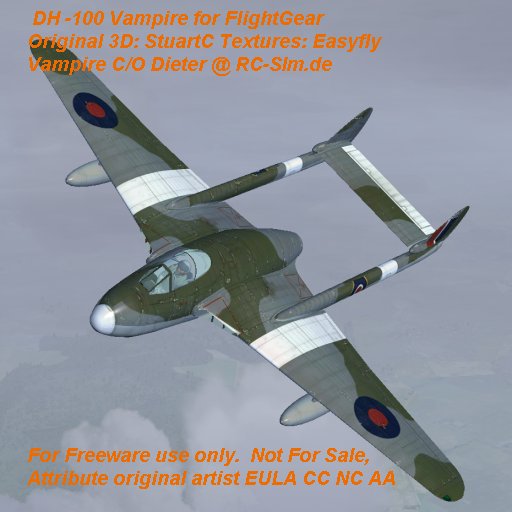 DH -100 Vampire for FlightGear
Original 3D: StuartC Textures: Easyfly
Vampire C/O Dieter @ RC-SIm.de
For Freeware use only.  Not For Sale,
Attribute original artist EULA CC NC AA